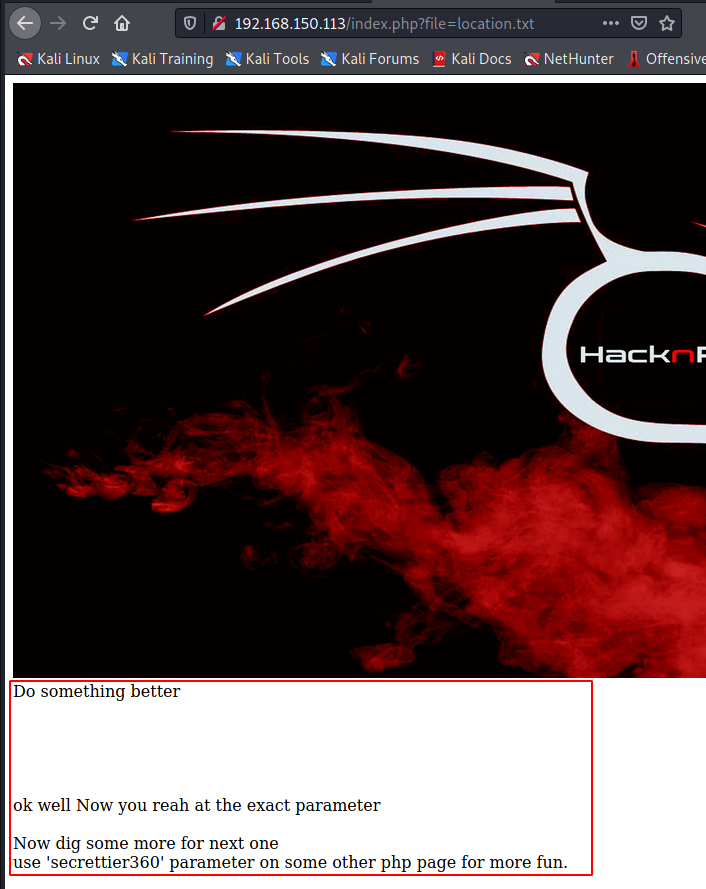 192.168.150.113/index.php?file=location.txt
Kali Linux Kali Training Kali Tools Kali Forums Kali Docs NetHunter Offensive
HacknP
Do something better
ok well Now you reah at the exact parameter
Now dig some more for next one
use 'secrettier360' parameter on some other php page for more fun.